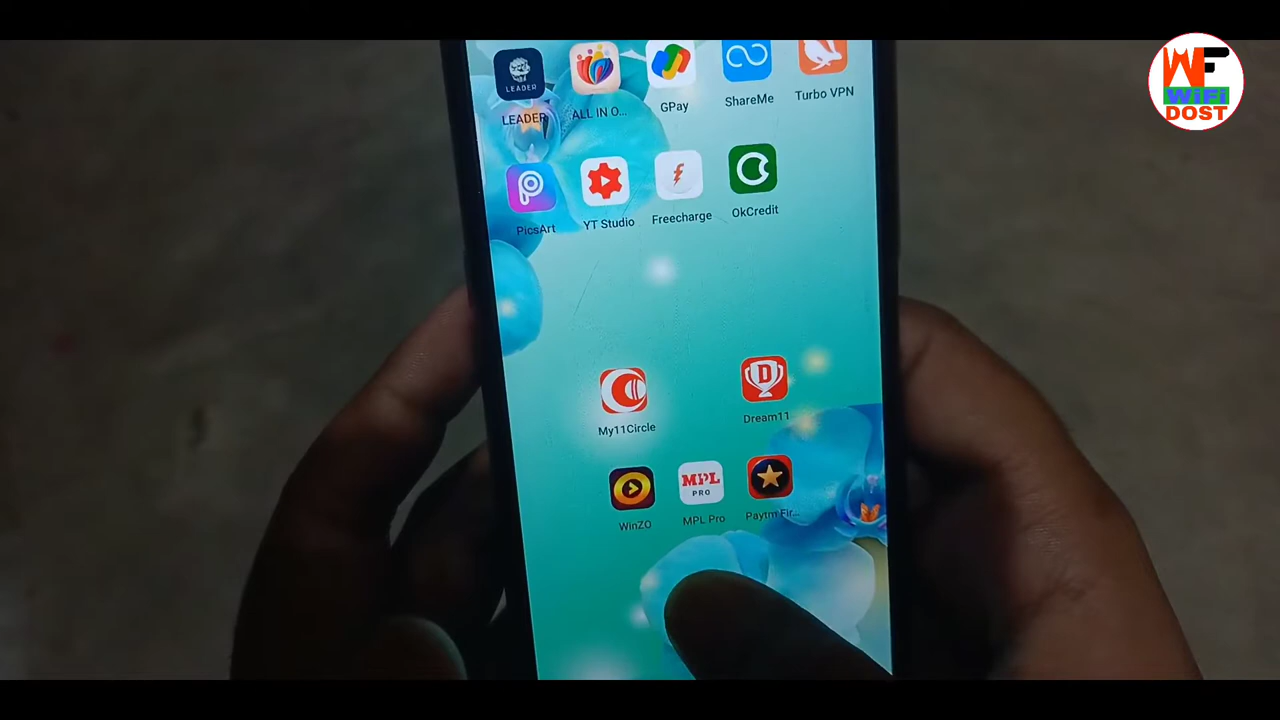 WF
WiFi
DOST
LEADER
LEADER
ALL IN O...
GPay
ShareMe
Turbo VPN
PicsArt
YT Studio
Freecharge
OkCredit
My11Circle
D
Dream11
MPL
PRO
WinZO
MPL Pro
Paytm Fir...